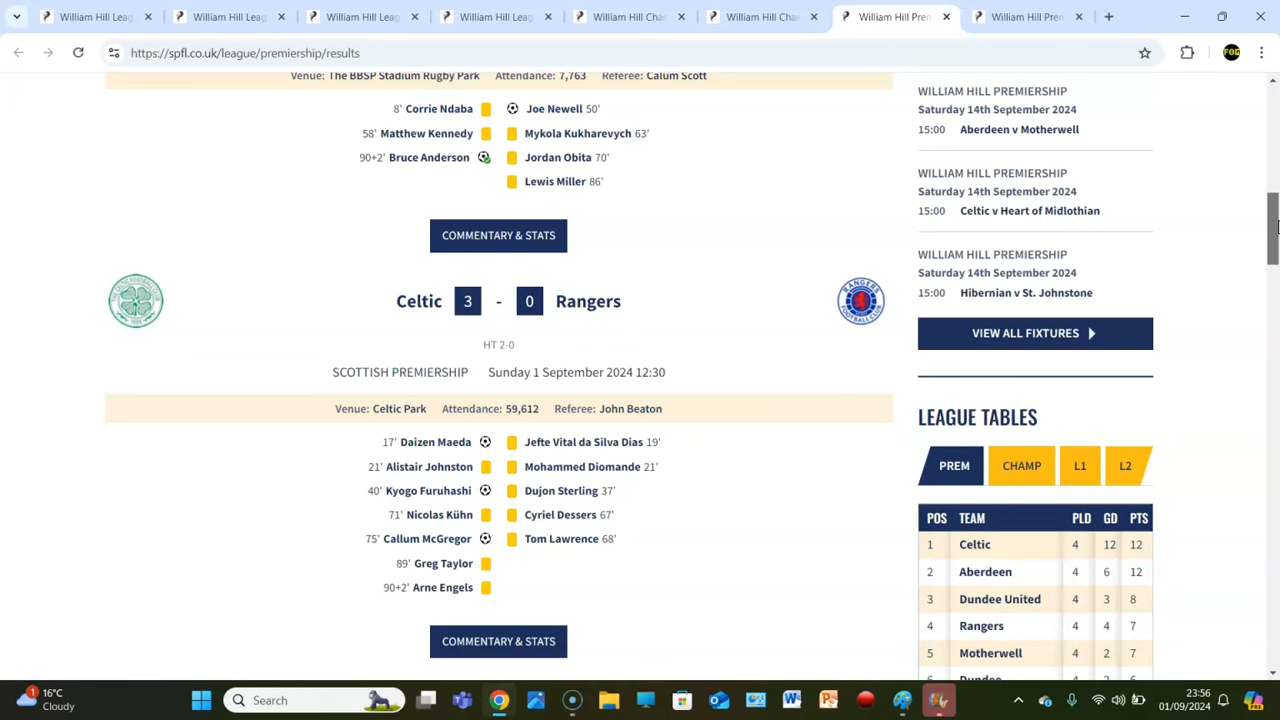 William Hill Leag
William Hill Leag
William Hill Leag
William Hill Leag
William Hill Cha
William Hill Cha
William Hill Pren
William Hill Pren
https://spfl.co.uk/league/premiership/results
Venue: The BBSP Stadium Rugby Park Attendance: 7,763 Referee: Calum Scott
8' Corrie Ndaba Joe Newell 50'
58' Matthew Kennedy Mykola Kukharevych 63'
90+2' Bruce Anderson Jordan Obita 70'
Lewis Miller 86'
COMMENTARY & STATS
Celtic 3 - 0 Rangers
HT 2-0
SCOTTISH PREMIERSHIP Sunday 1 September 2024 12:30
Venue: Celtic Park Attendance: 59,612 Referee: John Beaton
17' Daizen Maeda Jefte Vital da Silva Dias 19'
21' Alistair Johnston Mohammed Diomande 21'
40' Kyogo Furuhashi Dujon Sterling 37'
71' Nicolas Kühn Cyriel Dessers 67'
75' Callum McGregor Tom Lawrence 68'
89' Greg Taylor
90+2' Arne Engels
COMMENTARY & STATS
WILLIAM HILL PREMIERSHIP
Saturday 14th September 2024
15:00 Aberdeen v Motherwell
WILLIAM HILL PREMIERSHIP
Saturday 14th September 2024
15:00 Celtic v Heart of Midlothian
WILLIAM HILL PREMIERSHIP
Saturday 14th September 2024
15:00 Hibernian v St. Johnstone
VIEW ALL FIXTURES
LEAGUE TABLES
PREM CHAMP L1 L2
POS TEAM PLD GD PTS
1 Celtic 4 12 12
2 Aberdeen 4 6 12
3 Dundee United 4 3 8
4 Rangers 4 4 7
5 Motherwell 4 2 7
1
16°C
Cloudy
Search
23:56
01/09/2024